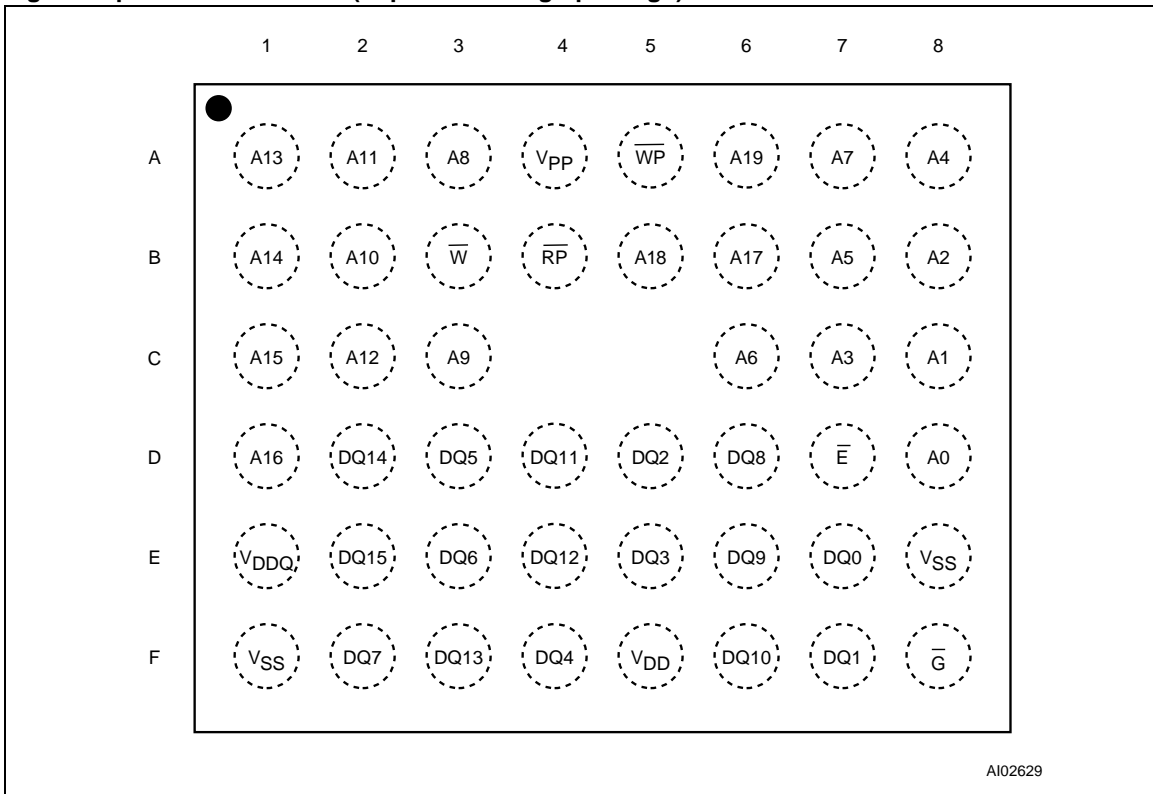 1 2 3 4 5 6 7 8
A A13 A11 A8 VPP W̅P̅ A19 A7 A4
B A14 A10 W̅ R̅P̅ A18 A17 A5 A2
C A15 A12 A9 A6 A3 A1
D A16 DQ14 DQ5 DQ11 DQ2 DQ8 E̅ A0
E VDDQ DQ15 DQ6 DQ12 DQ3 DQ9 DQ0 VSS
F VSS DQ7 DQ13 DQ4 VDD DQ10 DQ1 G̅
AI02629